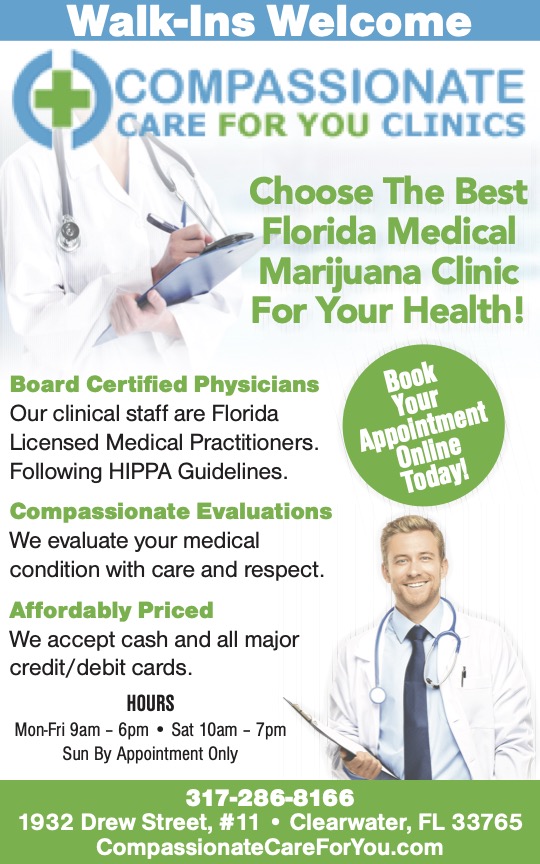 Walk-Ins Welcome
COMPASSIONATE
CARE FOR YOU CLINICS
Choose The Best
Florida Medical
Marijuana Clinic
For Your Health!
Board Certified Physicians
Our clinical staff are Florida
Licensed Medical Practitioners.
Following HIPPA Guidelines.
Book
Your
Appointment
Online
Today!
Compassionate Evaluations
We evaluate your medical
condition with care and respect.
Affordably Priced
We accept cash and all major
credit/debit cards.
HOURS
Mon-Fri 9am – 6pm • Sat 10am – 7pm
Sun By Appointment Only
317-286-8166
1932 Drew Street, #11 • Clearwater, FL 33765
CompassionateCareForYou.com